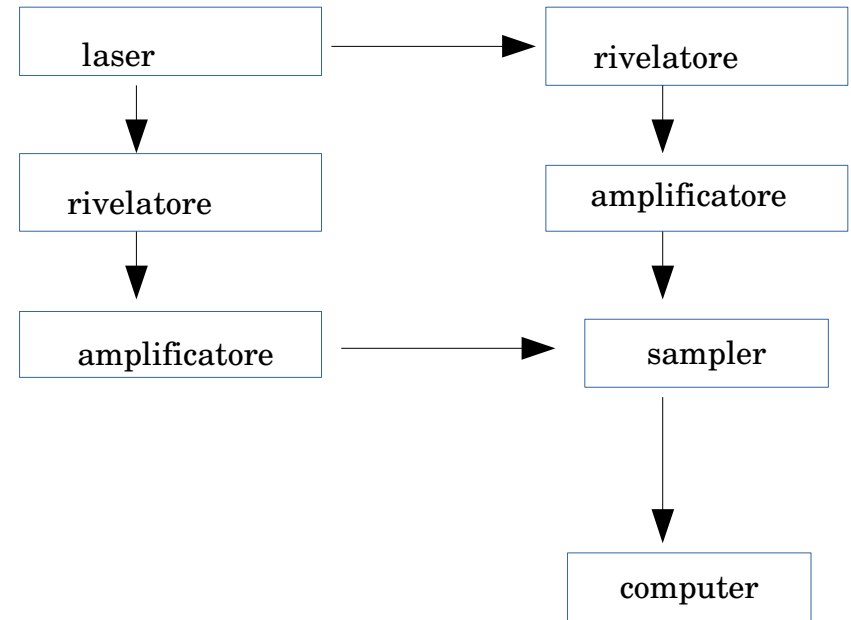 laser
rivelatore
rivelatore
amplificatore
amplificatore
sampler
computer